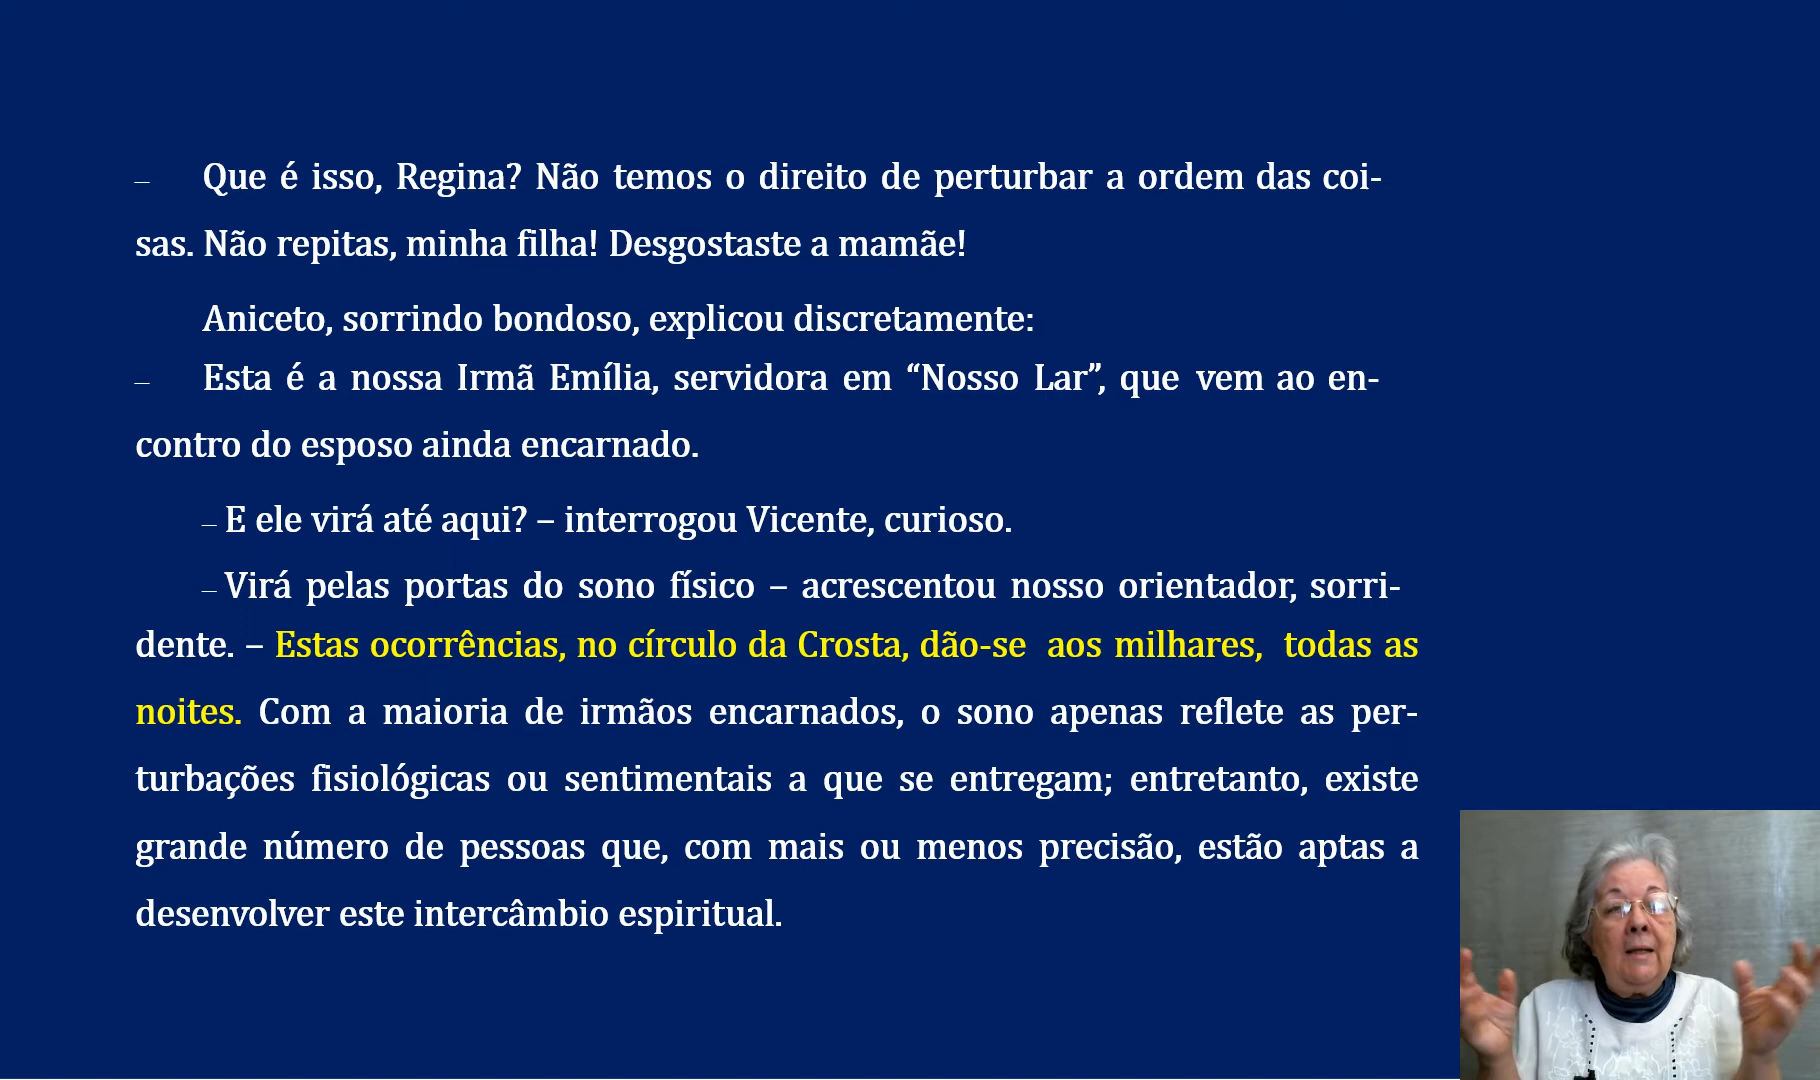 – Que é isso, Regina? Não temos o direito de perturbar a ordem das coi-
sas. Não repitas, minha filha! Desgostaste a mamãe!
Aniceto, sorrindo bondoso, explicou discretamente:
– Esta é a nossa Irmã Emília, servidora em “Nosso Lar”, que vem ao en-
contro do esposo ainda encarnado.
– E ele virá até aqui? – interrogou Vicente, curioso.
– Virá pelas portas do sono físico – acrescentou nosso orientador, sorri-
dente. – Estas ocorrências, no círculo da Crosta, dão-se aos milhares, todas as
noites. Com a maioria de irmãos encarnados, o sono apenas reflete as per-
turbações fisiológicas ou sentimentais a que se entregam; entretanto, existe
grande número de pessoas que, com mais ou menos precisão, estão aptas a
desenvolver este intercâmbio espiritual.